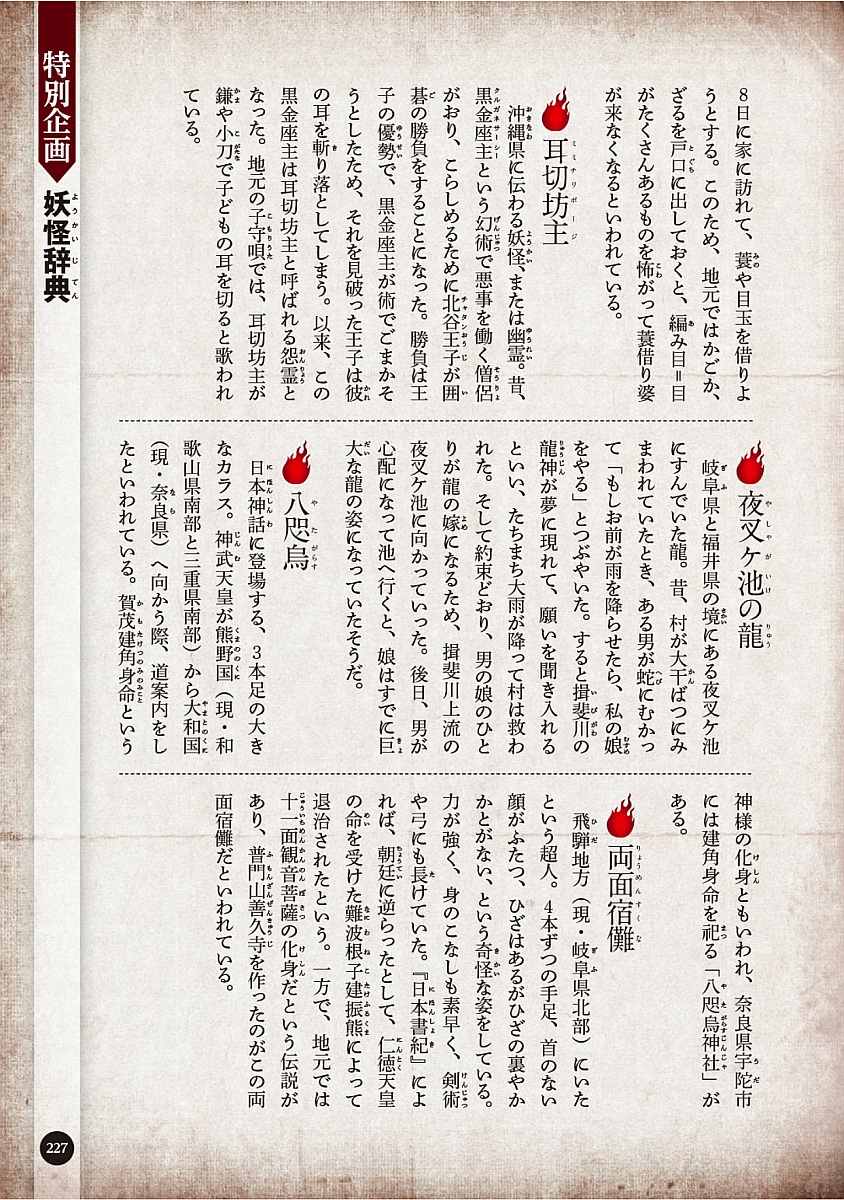 特別企画
妖怪辞典
8日に家に訪れて、蓑や目玉を借りよ
うとする。このため、地元ではかごか、
ざるを戸口に出しておくと、編み目＝目
がたくさんあるものを怖がって蓑借り婆
が来なくなるといわれている。
耳切坊主
沖縄県に伝わる妖怪、または幽霊。昔、
黒金座主という幻術で悪事を働く僧侶
がおり、こらしめるために北谷王子が囲
碁の勝負をすることになった。勝負は王
子の優勢で、黒金座主が術でごまかそ
うとしたため、それを見破った王子は彼
の耳を斬り落としてしまう。以来、この
黒金座主は耳切坊主と呼ばれる怨霊と
なった。地元の子守唄では、耳切坊主が
鎌や小刀で子どもの耳を切ると歌われ
ている。
夜叉ヶ池の龍
岐阜県と福井県の境にある夜叉ケ池
にすんでいた龍。昔、村が大干ばつにみ
まわれていたとき、ある男が蛇にむかっ
て「もしお前が雨を降らせたら、私の娘
をやる」とつぶやいた。すると揖斐川の
龍神が夢に現れて、願いを聞き入れる
といい、たちまち大雨が降って村は救わ
れた。そして約束どおり、男の娘のひと
りが龍の嫁になるため、揖斐川上流の
夜叉ケ池に向かっていった。後日、男が
心配になって池へ行くと、娘はすでに巨
大な龍の姿になっていたそうだ。
八咫烏
日本神話に登場する、3本足の大き
なカラス。神武天皇が熊野国（現・和
歌山県南部と三重県南部）から大和国
（現・奈良県）へ向かう際、道案内をし
たといわれている。賀茂建角身命という
神様の化身ともいわれ、奈良県宇陀市
には建角身命を祀る「八咫烏神社」が
ある。
両面宿儺
飛騨地方（現・岐阜県北部）にいた
という超人。4本ずつの手足、首のない
顔がふたつ、ひざはあるがひざの裏やか
かとがない、という奇怪な姿をしている。
力が強く、身のこなしも素早く、剣術
や弓にも長けていた。『日本書紀』によ
れば、朝廷に逆らったとして、仁徳天皇
の命を受けた難波根子建振熊によって
退治されたという。一方で、地元では
十一面観音菩薩の化身だという伝説が
あり、普門山善久寺を作ったのがこの両
面宿儺だといわれている。
227